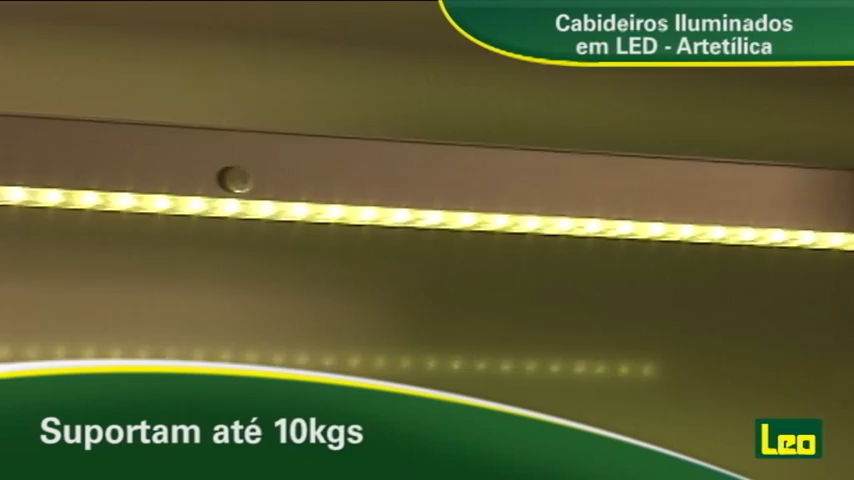 Cabideiros Iluminados
em LED - Artetílica
Suportam até 10kgs
Leo